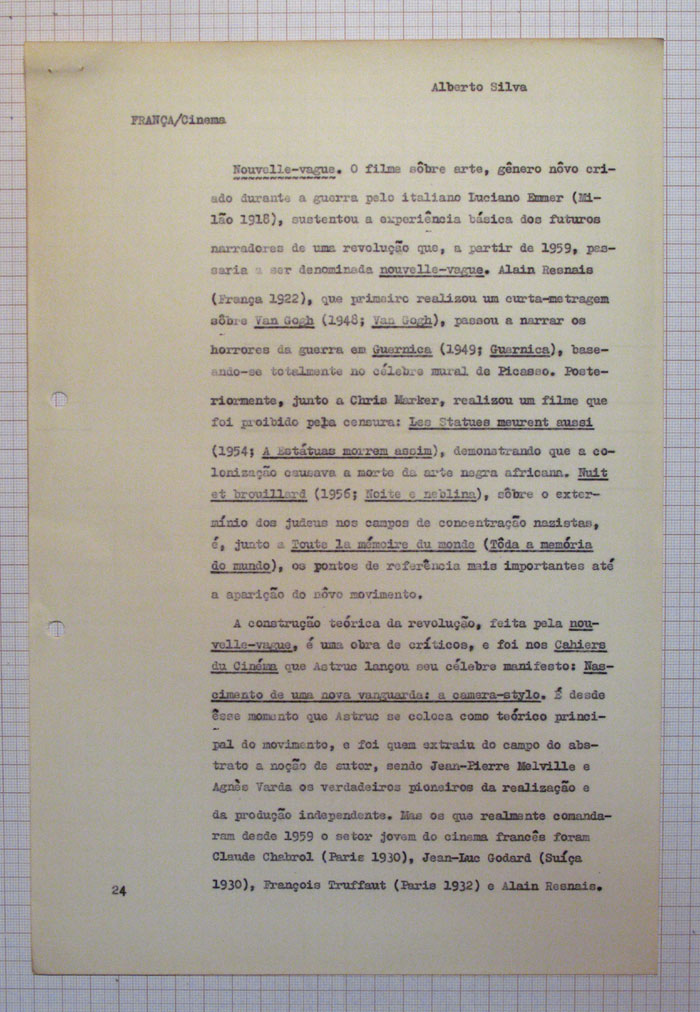 Alberto Silva
FRANÇA/Cinema
Nouvelle-vague. O filme sôbre arte, gênero nôvo cri-
ado durante a guerra pelo italiano Luciano Emmer (Mi-
lão 1918), sustentou a experiência básica dos futuros
narradores de uma revolução que, a partir de 1959, pas-
saria a ser denominada nouvelle-vague. Alain Resnais
(França 1922), que primeiro realizou um curta-metragem
sôbre Van Gogh (1948; Van Gogh), passou a narrar os
horrores da guerra em Guernica (1949; Guernica), base-
ando-se totalmente no célebre mural de Picasso. Poste-
riormente, junto a Chris Marker, realizou um filme que
foi proibido pela censura: Les Statues meurent aussi
(1954; A Estátuas morrem assim), demonstrando que a co-
lonização causava a morte da arte negra africana. Nuit
et brouillard (1956; Noite e neblina), sôbre o exter-
mínio dos judeus nos campos de concentração nazistas,
é, junto a Toute la mémoire du monde (Tôda a memória
do mundo), os pontos de referência mais importantes até
a aparição do nôvo movimento.
A construção teórica da revolução, feita pela nou-
velle-vague, é uma obra de críticos, e foi nos Cahiers
du Cinéma que Astruc lançou seu célebre manifesto: Nas-
cimento de uma nova vanguarda: a camera-stylo. É desde
êsse momento que Astruc se coloca como teórico princi-
pal do movimento, e foi quem extraiu do campo do abs-
trato a noção de autor, sendo Jean-Pierre Melville e
Agnès Varda os verdadeiros pioneiros da realização e
da produção independente. Mas os que realmente comanda-
ram desde 1959 o setor jovem do cinema francês foram
Claude Chabrol (Paris 1930), Jean-Luc Godard (Suíça
1930), François Truffaut (Paris 1932) e Alain Resnais.
24